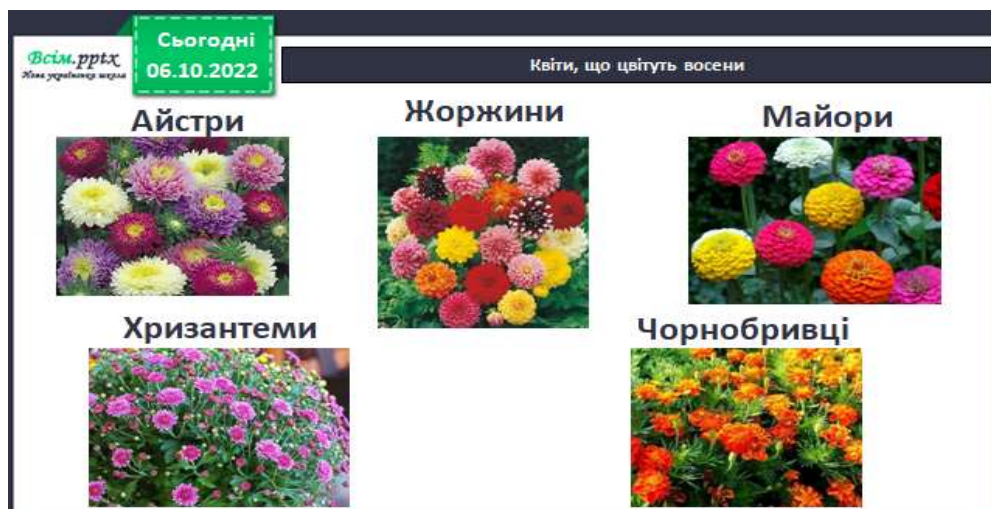 Сьогодні
06.10.2022
Всім.pptx
Нова українська школа
Квіти, що цвітуть восени
Айстри
Жоржини
Майори
Хризантеми
Чорнобривці